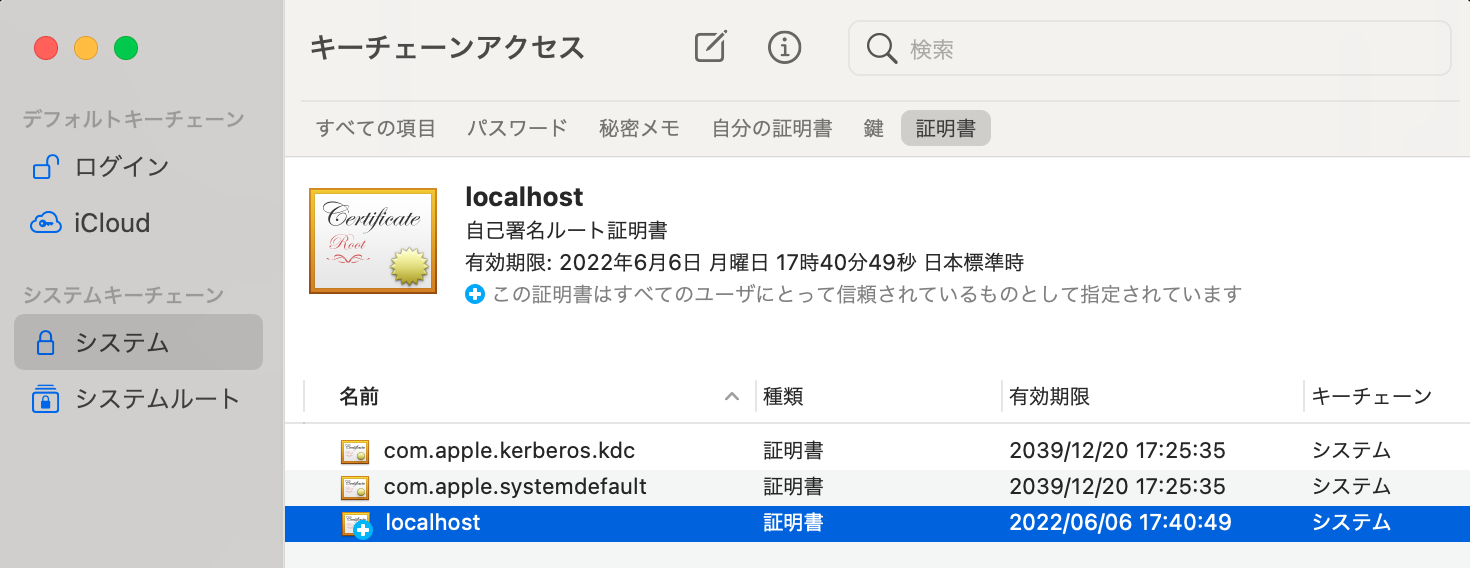 キーチェーンアクセス
検索
デフォルトキーチェーン
ログイン
iCloud
システムキーチェーン
システム
システムルート
すべての項目 パスワード 秘密メモ 自分の証明書 鍵 証明書
Certificate
Root
localhost
自己署名ルート証明書
有効期限: 2022年6月6日 月曜日 17時40分49秒 日本標準時
この証明書はすべてのユーザにとって信頼されているものとして指定されています
名前 種類 有効期限 キーチェーン
com.apple.kerberos.kdc 証明書 2039/12/20 17:25:35 システム
com.apple.systemdefault 証明書 2039/12/20 17:25:35 システム
localhost 証明書 2022/06/06 17:40:49 システム